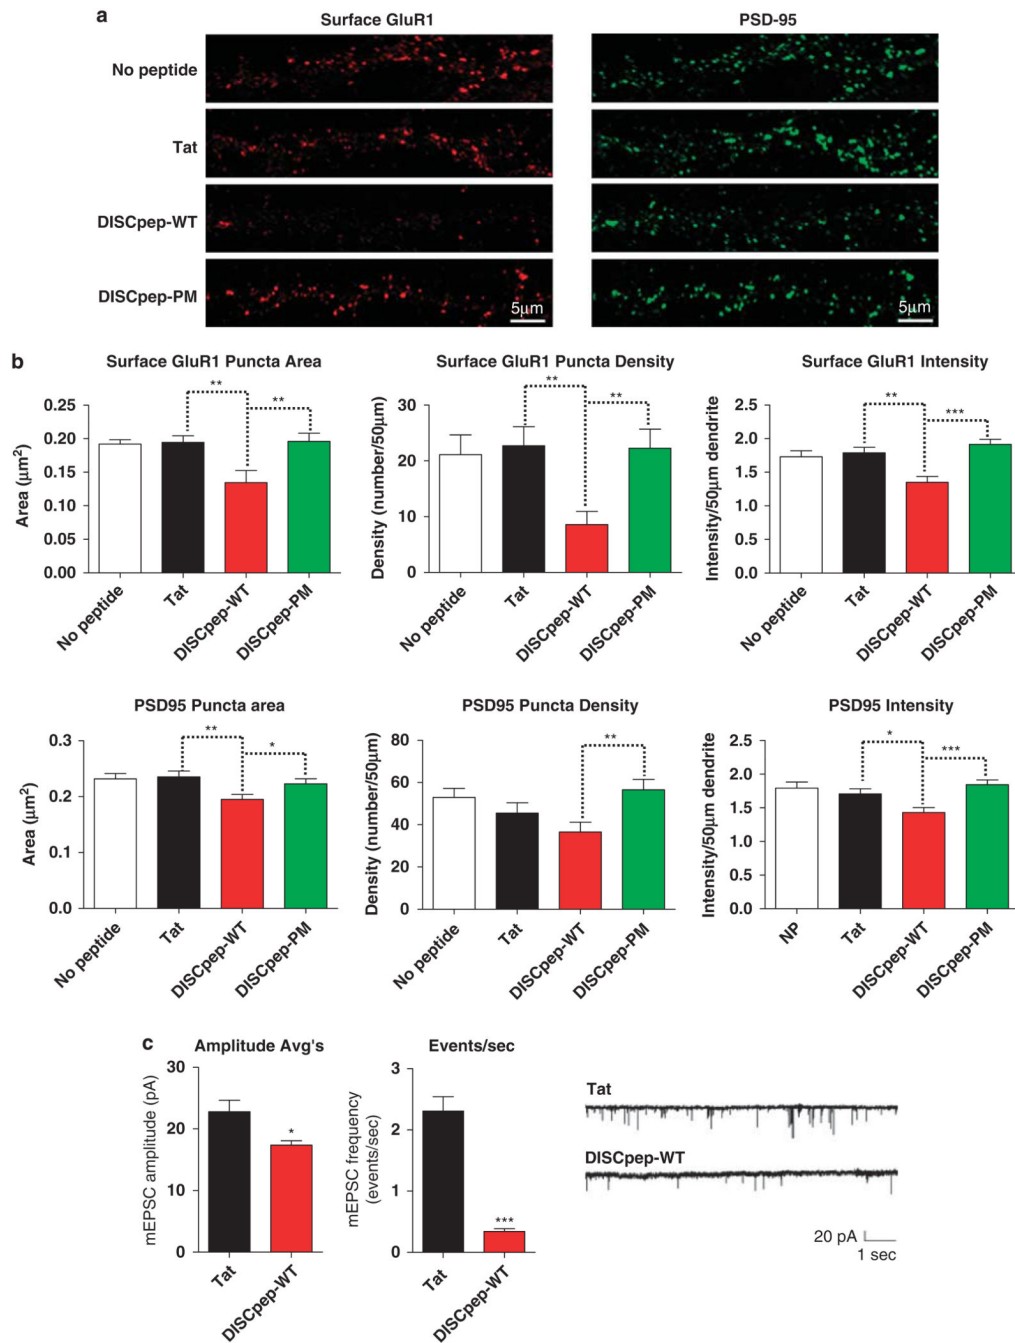 a
Surface GluR1
PSD-95
No peptide
Tat
DISCpep-WT
DISCpep-PM
5μm
5μm
b
Surface GluR1 Puncta Area
Area (μm²)
0.25
0.20
0.15
0.10
0.05
0.00
**
**
No peptide
Tat
DISCpep-WT
DISCpep-PM
Surface GluR1 Puncta Density
Density (number/50μm)
30
20
10
0
**
**
No peptide
Tat
DISCpep-WT
DISCpep-PM
Surface GluR1 Intensity
Intensity/50μm dendrite
2.5
2.0
1.5
1.0
0.5
0.0
**
***
No peptide
Tat
DISCpep-WT
DISCpep-PM
PSD95 Puncta area
Area (μm²)
0.3
0.2
0.1
0.0
**
*
No peptide
Tat
DISCpep-WT
DISCpep-PM
PSD95 Puncta Density
Density (number/50μm)
80
60
40
20
0
**
No peptide
Tat
DISCpep-WT
DISCpep-PM
PSD95 Intensity
Intensity/50μm dendrite
2.5
2.0
1.5
1.0
0.5
0.0
*
***
NP
Tat
DISCpep-WT
DISCpep-PM
c
Amplitude Avg's
mEPSC amplitude (pA)
30
20
10
0
*
Tat
DISCpep-WT
Events/sec
mEPSC frequency
(events/sec)
3
2
1
0
***
Tat
DISCpep-WT
Tat
DISCpep-WT
20 pA
1 sec